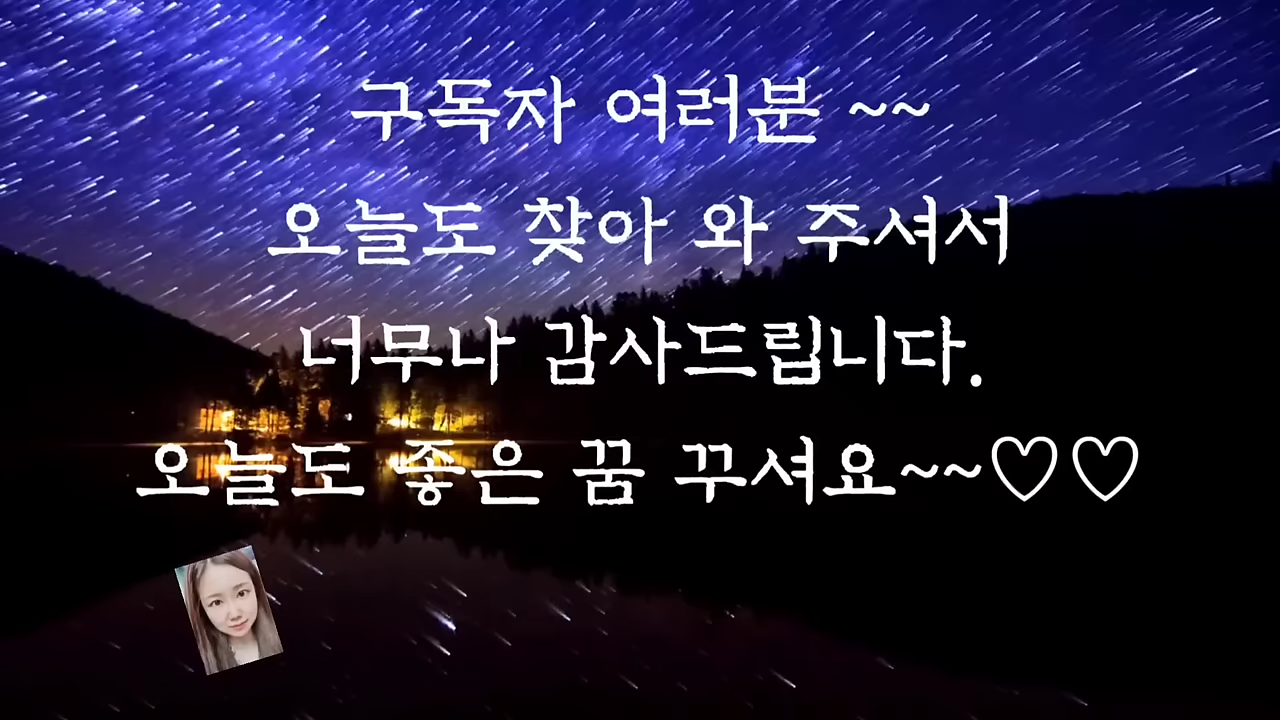 구독자 여러분 ~~
오늘도 찾아 와 주셔서
너무나 감사드립니다.
오늘도 좋은 꿈 꾸셔요~~♡♡